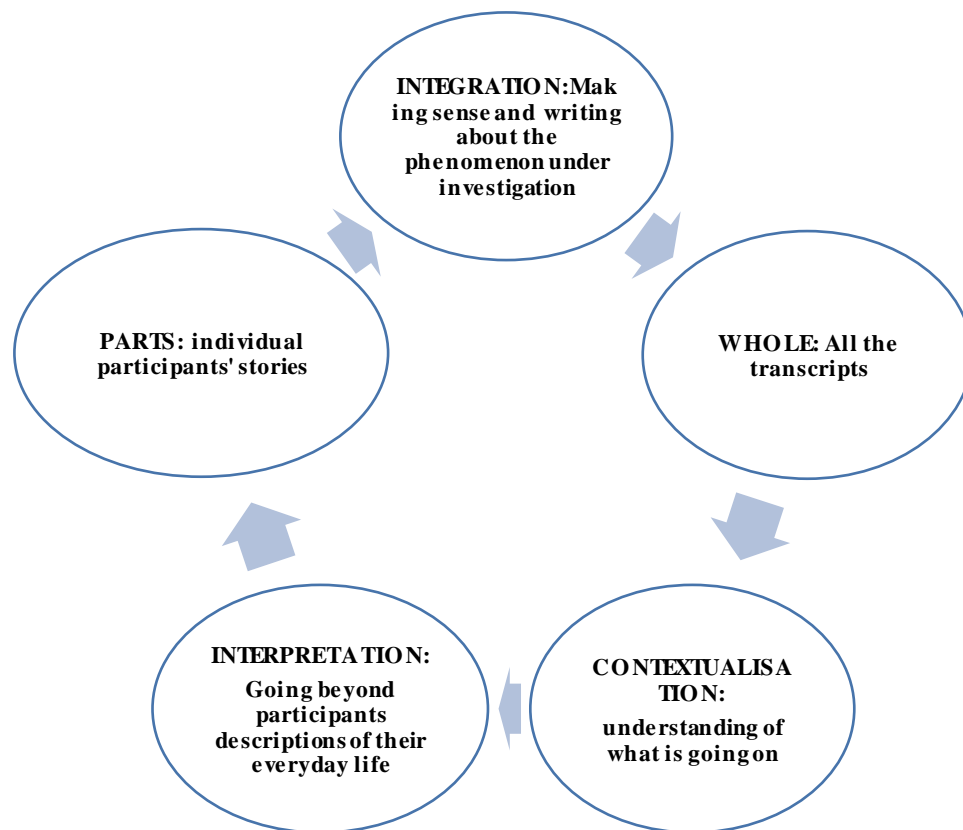 INTEGRATION:Mak
ing sense and writing
about the
phenomenon under
investigation
WHOLE: All the
transcripts
CONTEXTUALISA
TION:
understanding of
what is going on
INTERPRETATION:
Going beyond
participants
descriptions of their
everyday life
PARTS: individual
participants' stories